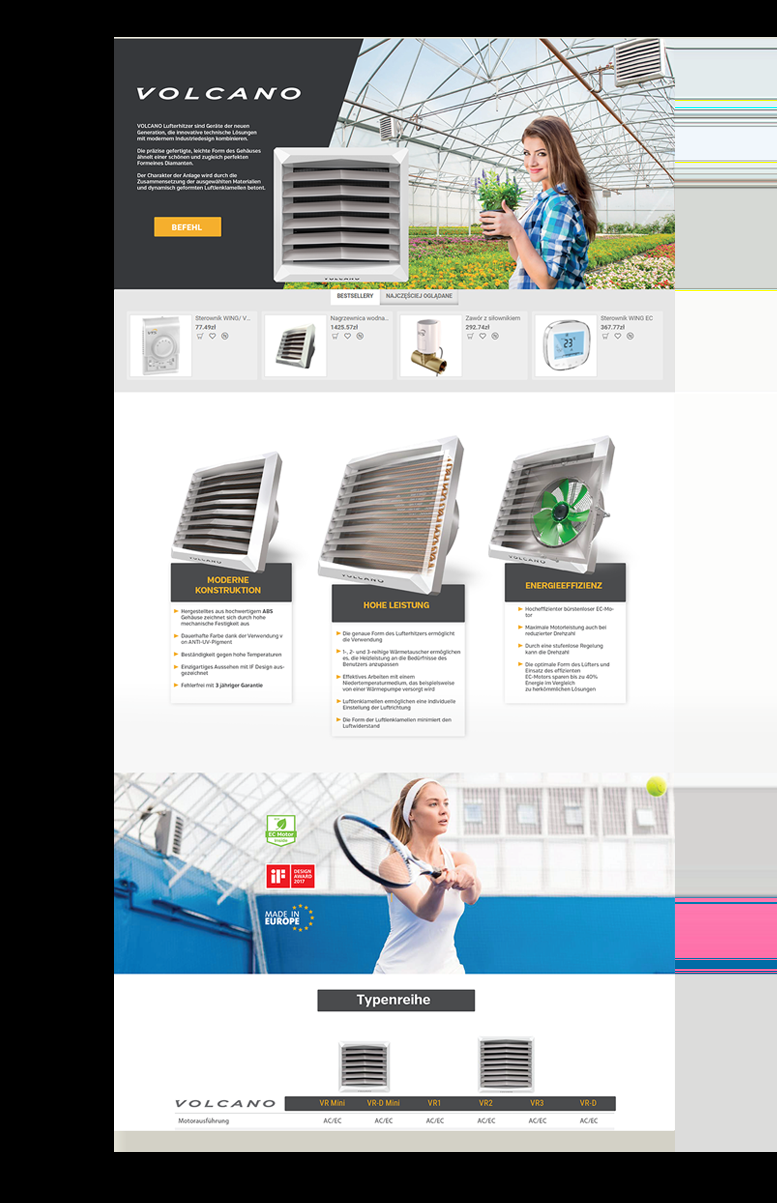 VOLCANO
VOLCANO Lufterhitzer sind Geräte der neuen
Generation, die innovative technische Lösungen
mit modernem Industriedesign kombinieren.
Die präzise gefertigte, leichte Form des Gehäuses
ähnelt einer schönen und zugleich perfekten
Formeines Diamanten.
Der Charakter der Anlage wird durch die
Zusammensetzung der ausgewählten Materialien
und dynamisch geformten Luftlenklamellen betont.
BEFEHL
VOLCANO
BESTSELLERY NAJCZĘŚCIEJ OGLĄDANE
Sterownik WING/ V...
77.49zł
Nagrzewnica wodna...
1425.57zł
Zawór z siłownikiem
292.74zł
Sterownik WING EC
367.77zł
23°
VOLCANO
VOLCANO
VOLCANO
MODERNE
KONSTRUKTION
Hergestelltes aus hochwertigem ABS
Gehäuse zeichnet sich durch hohe
mechanische Festigkeit aus
Dauerhafte Farbe dank der Verwendung v
on ANTI-UV-Pigment
Beständigkeit gegen hohe Temperaturen
Einzigartiges Aussehen mit IF Design aus-
gezeichnet
Fehlerfrei mit 3 jähriger Garantie
HOHE LEISTUNG
Die genaue Form des Lufterhitzers ermöglicht
die Verwendung
1-, 2- und 3-reihige Wärmetauscher ermöglichen
es, die Heizleistung an die Bedürfnisse des
Benutzers anzupassen
Effektives Arbeiten mit einem
Niedertemperaturmedium, das beispielsweise
von einer Wärmepumpe versorgt wird
Luftlenklamellen ermöglichen eine individuelle
Einstellung der Luftrichtung
Die Form der Luftlenklamellen minimiert den
Luftwiderstand
ENERGIEEFFIZIENZ
Hocheffizienter bürstenloser EC-Mo-
tor
Maximale Motorleistung auch bei
reduzierter Drehzahl
Durch eine stufenlose Regelung
kann die Drehzahl
Die optimale Form des Lüfters und
Einsatz des effizienten
EC-Motors sparen bis zu 40%
Energie im Vergleich
zu herkömmlichen Lösungen
EC Motor
inside
iF
DESIGN
AWARD
2017
MADE IN
EUROPE
Typenreihe
VOLCANO VR Mini VR-D Mini VR1 VR2 VR3 VR-D
Motorausführung AC/EC AC/EC AC/EC AC/EC AC/EC AC/EC